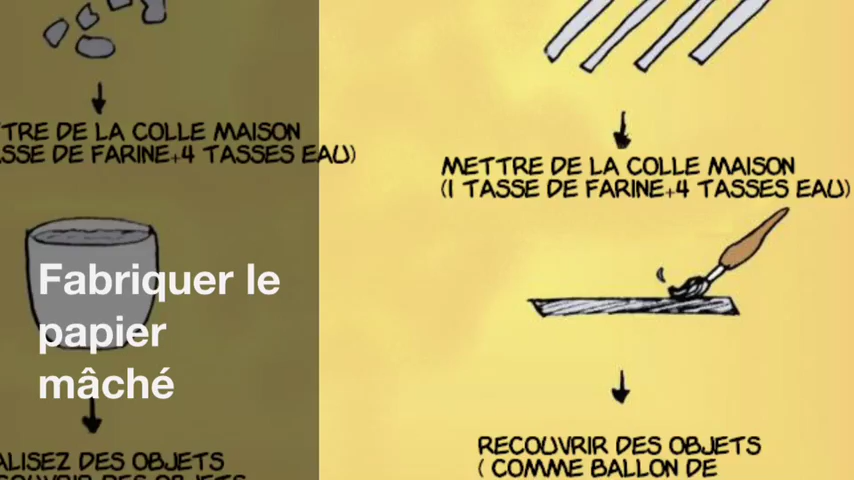 TRE DE LA COLLE MAISON
SSE DE FARINE+4 TASSES EAU)
Fabriquer le
papier
mâché
ALISEZ DES OBJETS
METTRE DE LA COLLE MAISON
(1 TASSE DE FARINE+4 TASSES EAU)
RECOUVRIR DES OBJETS
( COMME BALLON DE